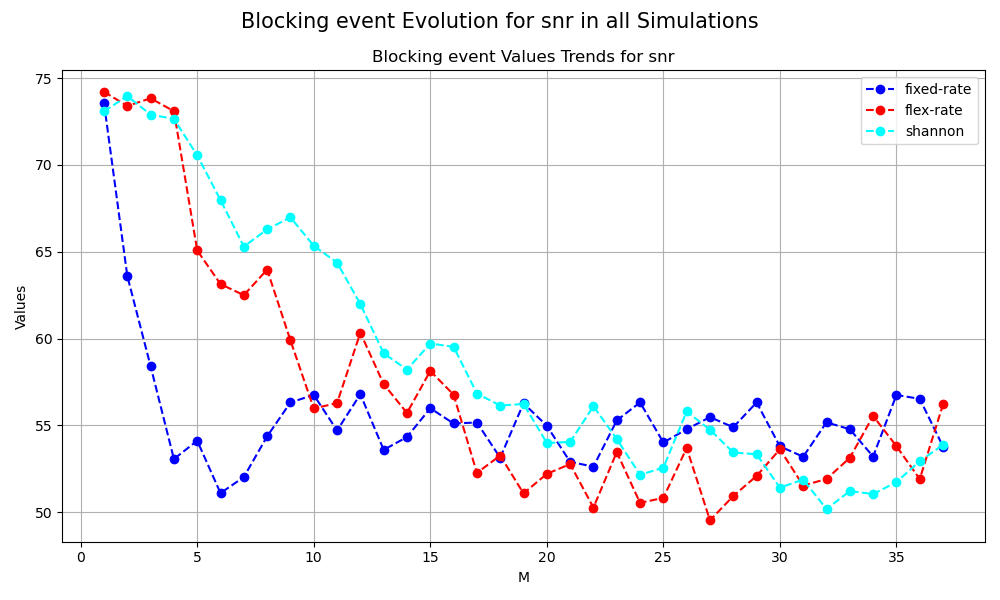 Blocking event Evolution for snr in all Simulations
Blocking event Values Trends for snr
fixed-rate
flex-rate
shannon
Values
75
70
65
60
55
50
0 5 10 15 20 25 30 35
M